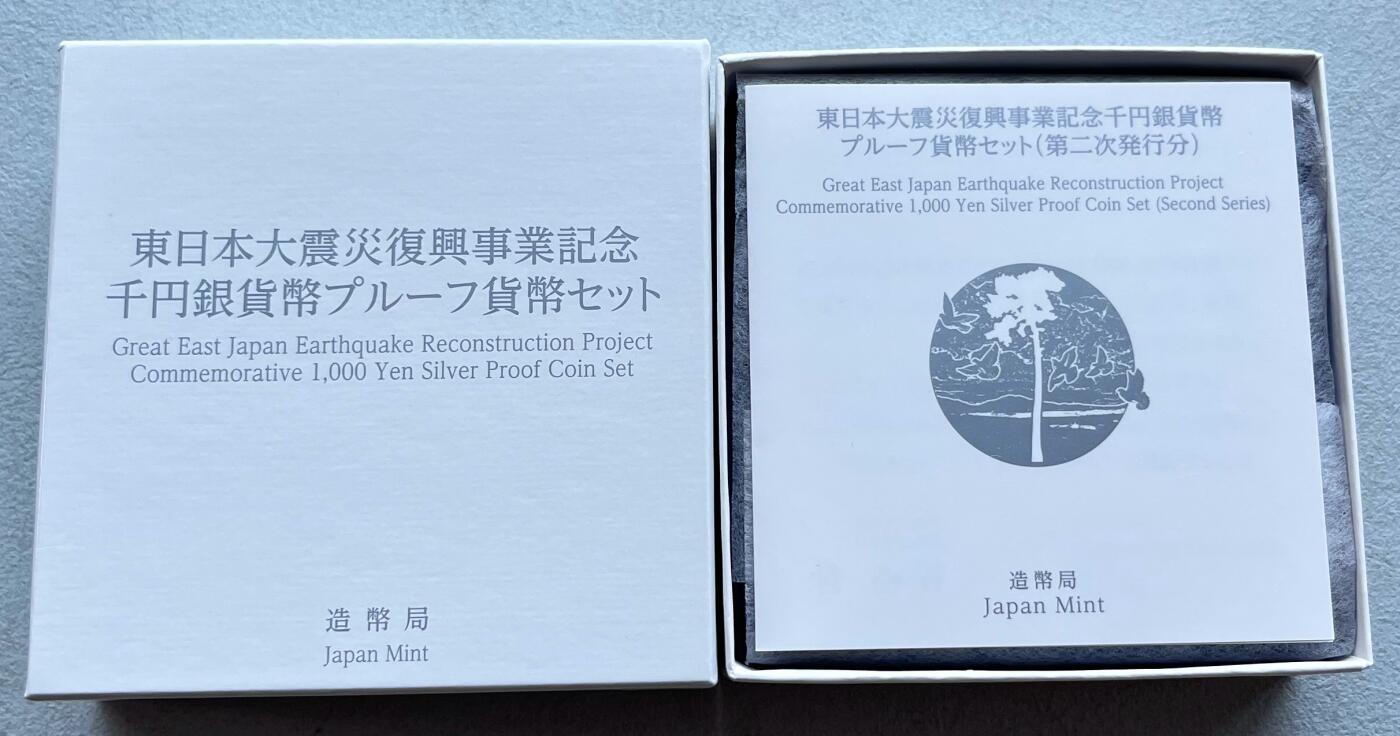 東日本大震災復興事業記念
千円銀貨幣プルーフ貨幣セット
Great East Japan Earthquake Reconstruction Project
Commemorative 1,000 Yen Silver Proof Coin Set
造幣局
Japan Mint
東日本大震災復興事業記念千円銀貨幣
プルーフ貨幣セット(第二次発行分)
Great East Japan Earthquake Reconstruction Project
Commemorative 1,000 Yen Silver Proof Coin Set (Second Series)
造幣局
Japan Mint